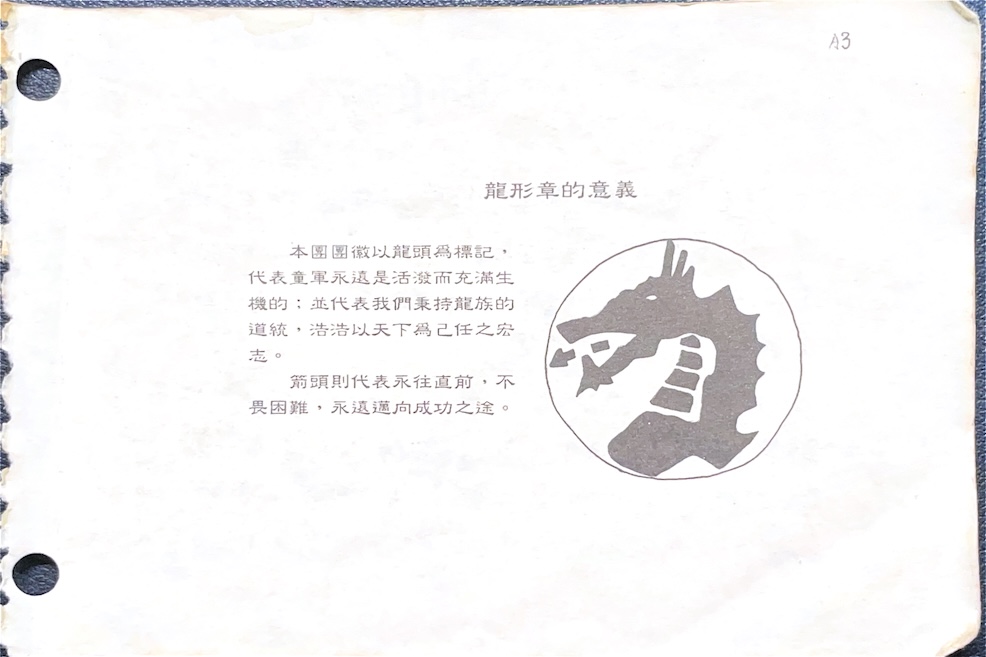 A3
龍形章的意義
本團團徽以龍頭為標記，
代表童軍永遠是活潑而充滿生
機的；並代表我們秉持龍族的
道統，浩浩以天下為己任之宏
志。
箭頭則代表永往直前，不
畏困難，永遠邁向成功之途。